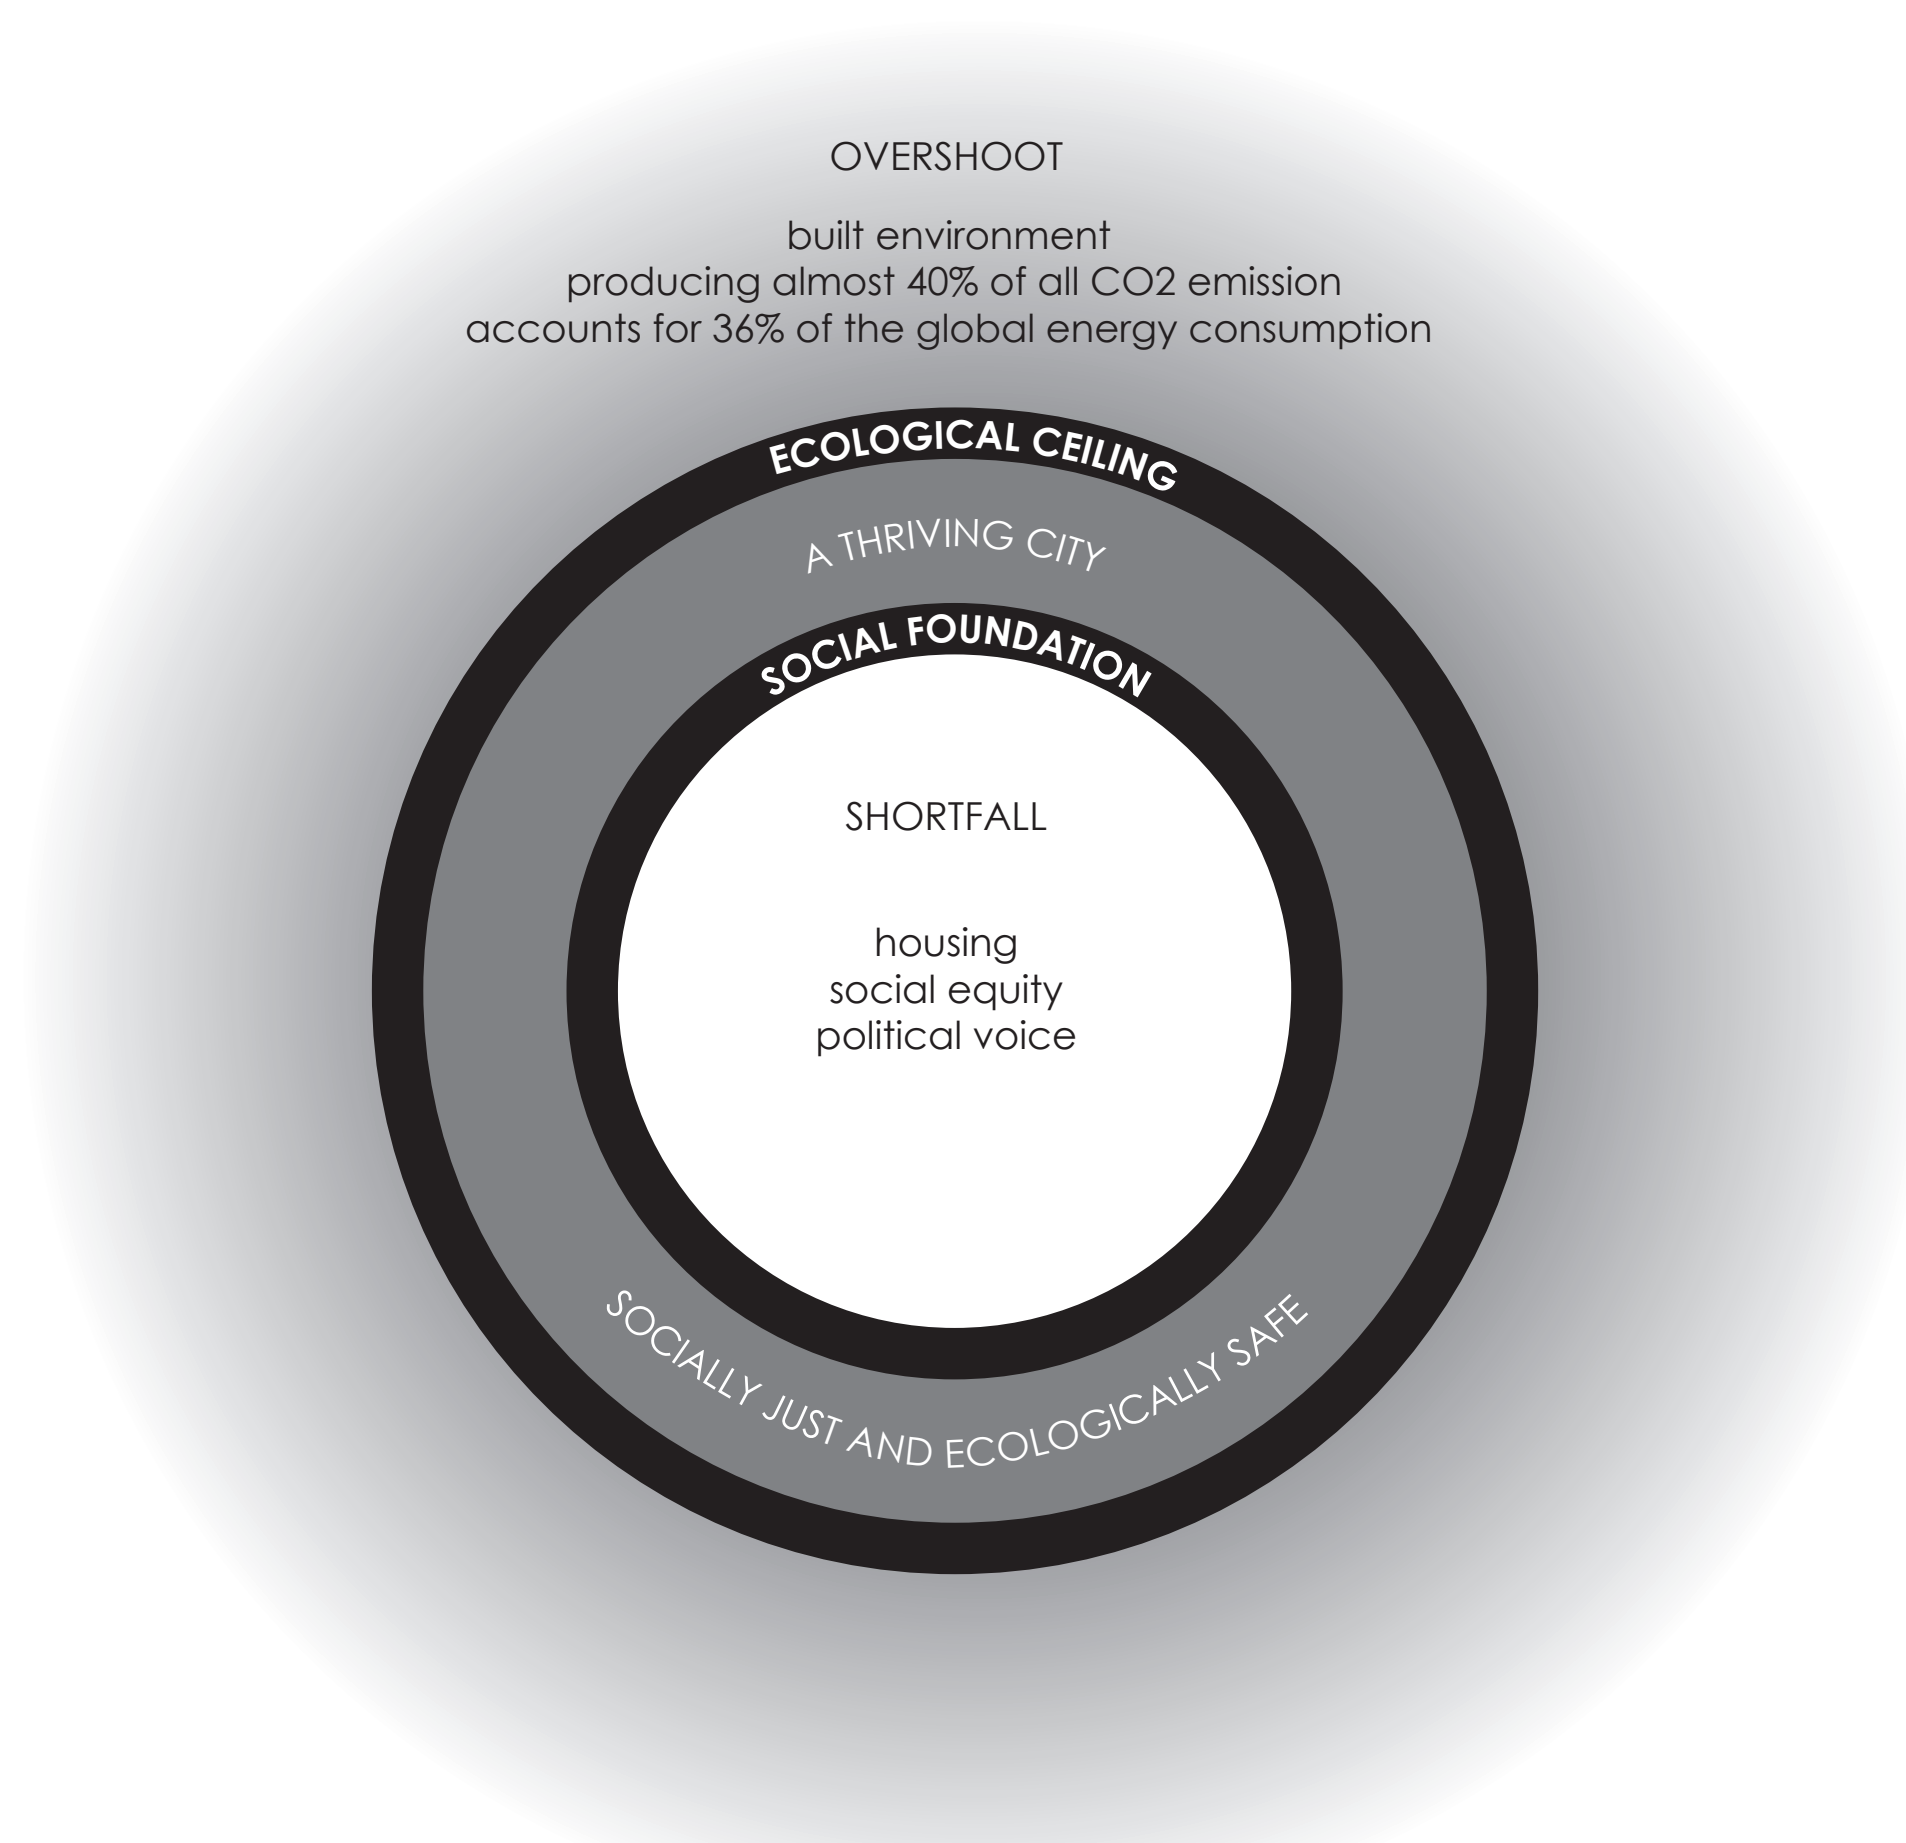 OVERSHOOT
built environment
producing almost 40% of all CO2 emission
accounts for 36% of the global energy consumption
ECOLOGICAL CEILING
A THRIVING CITY
SOCIAL FOUNDATION
SHORTFALL
housing
social equity
political voice
SOCIALLY JUST AND ECOLOGICALLY SAFE